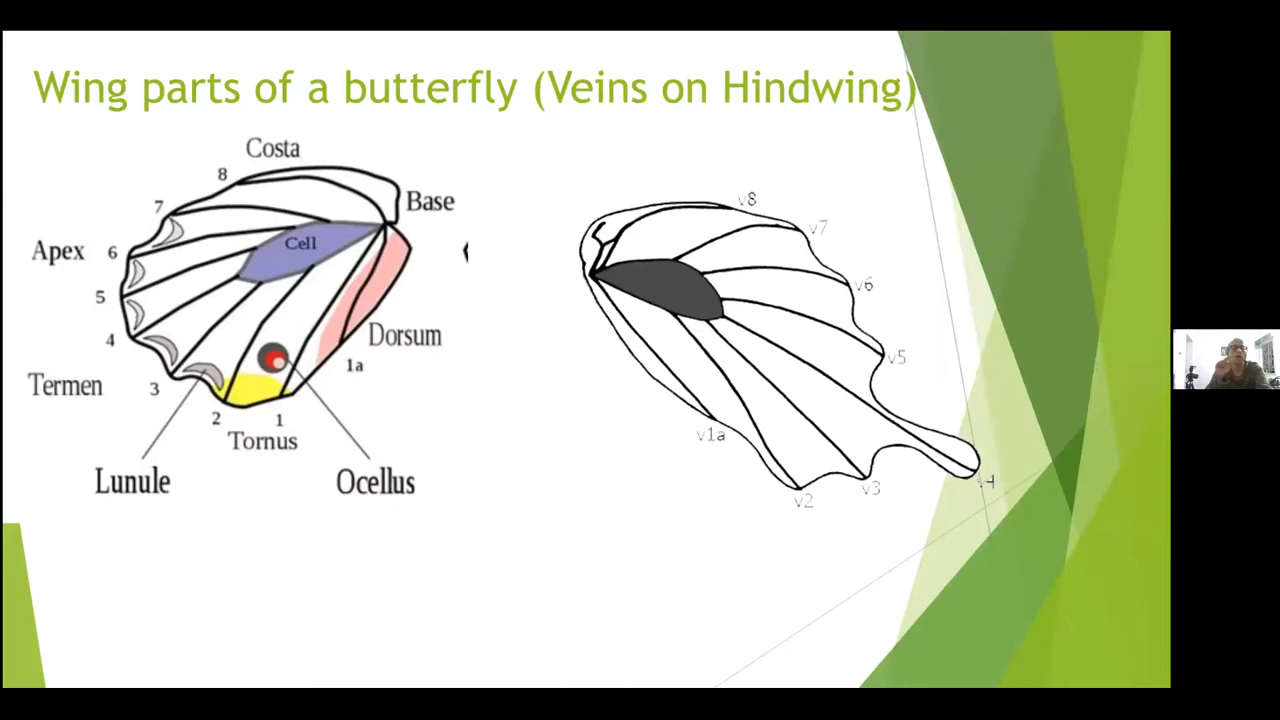 Wing parts of a butterfly (Veins on Hindwing)
Costa
8
7
Base
Cell
Apex
6
5
4
Dorsum
1a
Termen
3
2
1
Tornus
Lunule
Ocellus
v8
v7
v6
v5
v1a
v4
v3
v2